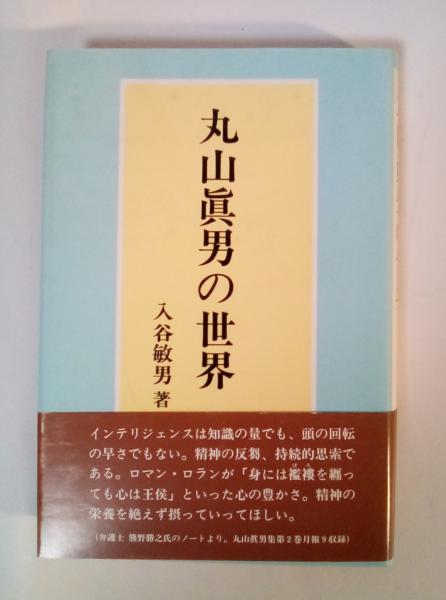 丸山眞男の世界
入谷敏男 著
インテリジェンスは知識の量でも、頭の回転
の早さでもない。精神の反芻、持続的思索で
ある。ロマン・ロランが「身には襤褸を纏っ
ても心は王侯」といった心の豊かさ。精神の
栄養を絶えず摂っていってほしい。
(弁護士 熊野勝之氏のノートより。丸山眞男集第2巻月報9収録)